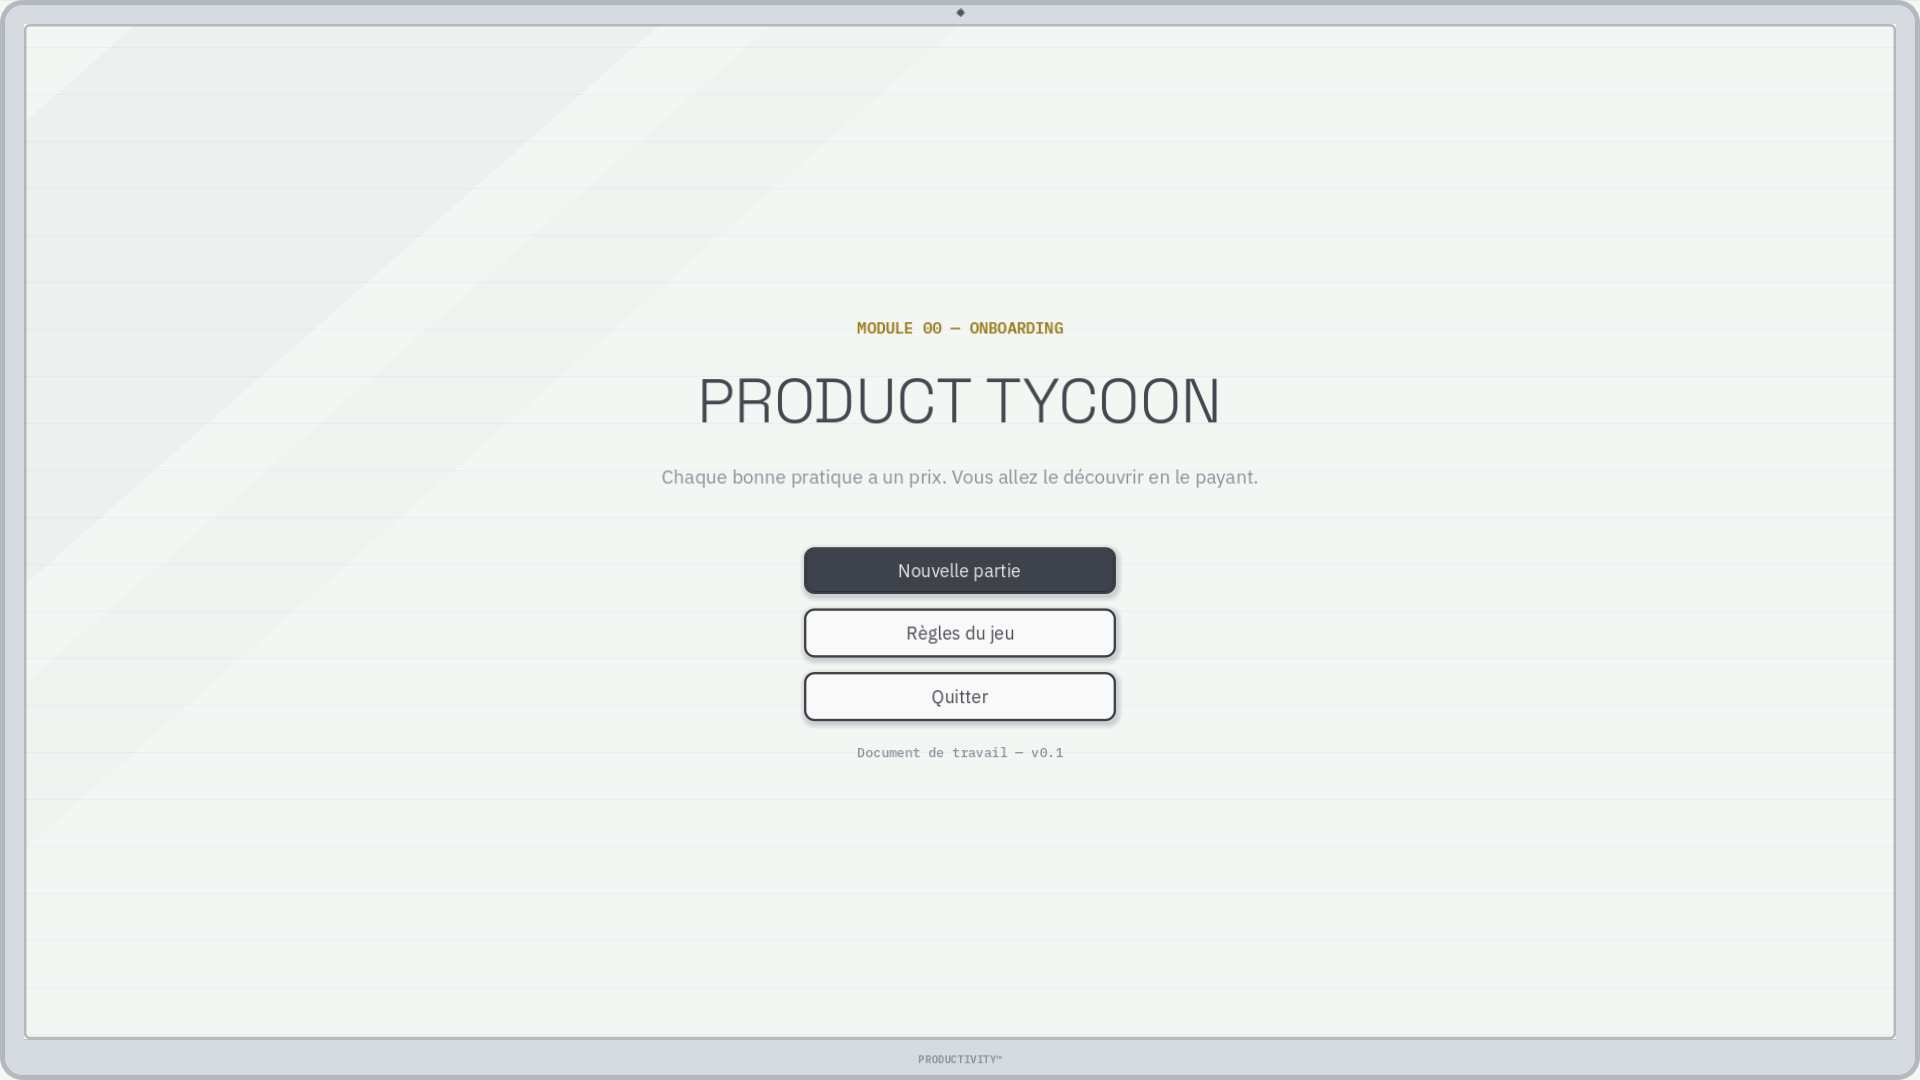 MODULE 00 — ONBOARDING
PRODUCT TYCOON
Chaque bonne pratique a un prix. Vous allez le découvrir en le payant.
Nouvelle partie
Règles du jeu
Quitter
Document de travail — v0.1
PRODUCTIVITY™